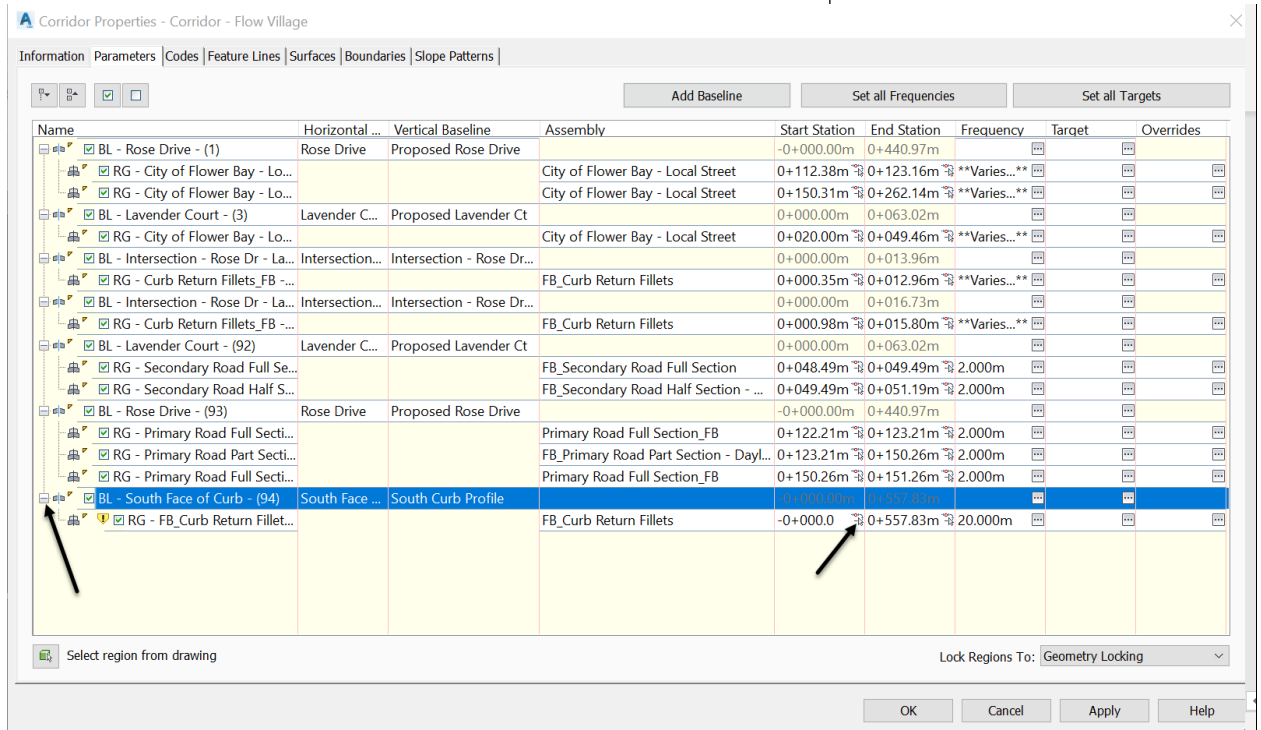 Corridor Properties - Corridor - Flow Village
Information Parameters Codes Feature Lines Surfaces Boundaries Slope Patterns
Add Baseline Set all Frequencies Set all Targets
Name Horizontal ... Vertical Baseline Assembly Start Station End Station Frequency Target Overrides
BL - Rose Drive - (1) Rose Drive Proposed Rose Drive -0+000.00m 0+440.97m
RG - City of Flower Bay - Lo... City of Flower Bay - Local Street 0+112.38m 0+123.16m **Varies...**
RG - City of Flower Bay - Lo... City of Flower Bay - Local Street 0+150.31m 0+262.14m **Varies...**
BL - Lavender Court - (3) Lavender C... Proposed Lavender Ct 0+000.00m 0+063.02m
RG - City of Flower Bay - Lo... City of Flower Bay - Local Street 0+020.00m 0+049.46m **Varies...**
BL - Intersection - Rose Dr - La... Intersection... Intersection - Rose Dr... 0+000.00m 0+013.96m
RG - Curb Return Fillets_FB -... FB_Curb Return Fillets 0+000.35m 0+012.96m **Varies...**
BL - Intersection - Rose Dr - La... Intersection... Intersection - Rose Dr... 0+000.00m 0+016.73m
RG - Curb Return Fillets_FB -... FB_Curb Return Fillets 0+000.98m 0+015.80m **Varies...**
BL - Lavender Court - (92) Lavender C... Proposed Lavender Ct 0+000.00m 0+063.02m
RG - Secondary Road Full Se... FB_Secondary Road Full Section 0+048.49m 0+049.49m 2.000m
RG - Secondary Road Half S... FB_Secondary Road Half Section - ... 0+049.49m 0+051.19m 2.000m
BL - Rose Drive - (93) Rose Drive Proposed Rose Drive -0+000.00m 0+440.97m
RG - Primary Road Full Secti... Primary Road Full Section_FB 0+122.21m 0+123.21m 2.000m
RG - Primary Road Part Secti... FB_Primary Road Part Section - Dayl... 0+123.21m 0+150.26m 2.000m
RG - Primary Road Full Secti... Primary Road Full Section_FB 0+150.26m 0+151.26m 2.000m
BL - South Face of Curb - (94) South Face ... South Curb Profile -0+000.00m 0+557.83m
RG - FB_Curb Return Fillet... FB_Curb Return Fillets -0+000.0 0+557.83m 20.000m
Select region from drawing Lock Regions To: Geometry Locking
OK Cancel Apply Help